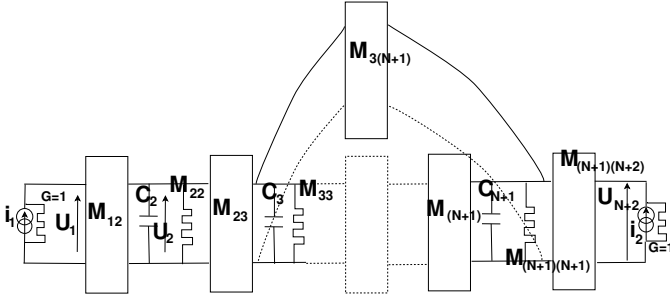 M3(N+1)
M(N+1)(N+2)
G=1
C2
M22
C3
M33
CN+1
i1
U1
M12
U2
M23
M(N+1)
UN+2
i2
G=1
M(N+1)(N+1)